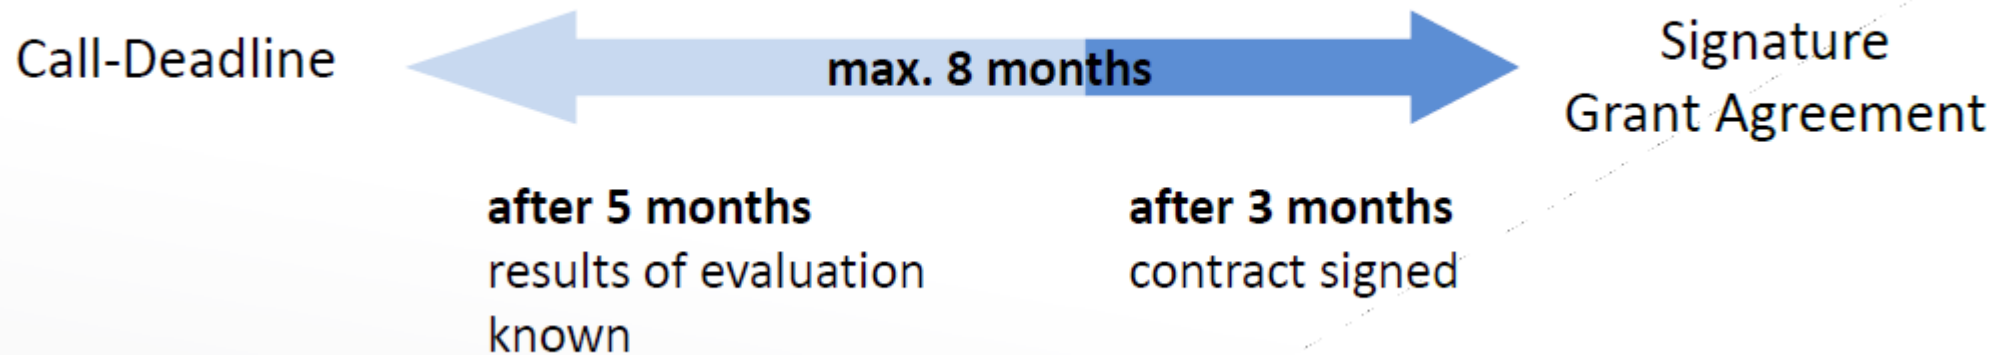 Call-Deadline
max. 8 months
Signature
Grant Agreement
after 5 months
results of evaluation
known
after 3 months
contract signed